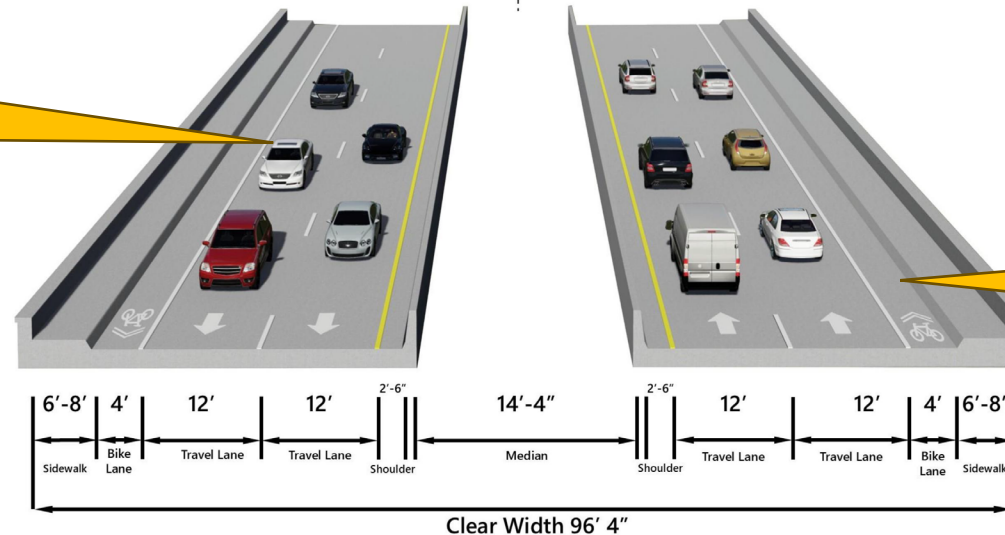 2'-6"
2'-6"
6'-8' 4' 12' 12' 14'-4" 12' 12' 4' 6'-8'
Sidewalk Bike Lane Travel Lane Travel Lane Shoulder Median Shoulder Travel Lane Travel Lane Bike Lane Sidewalk
Clear Width 96' 4"